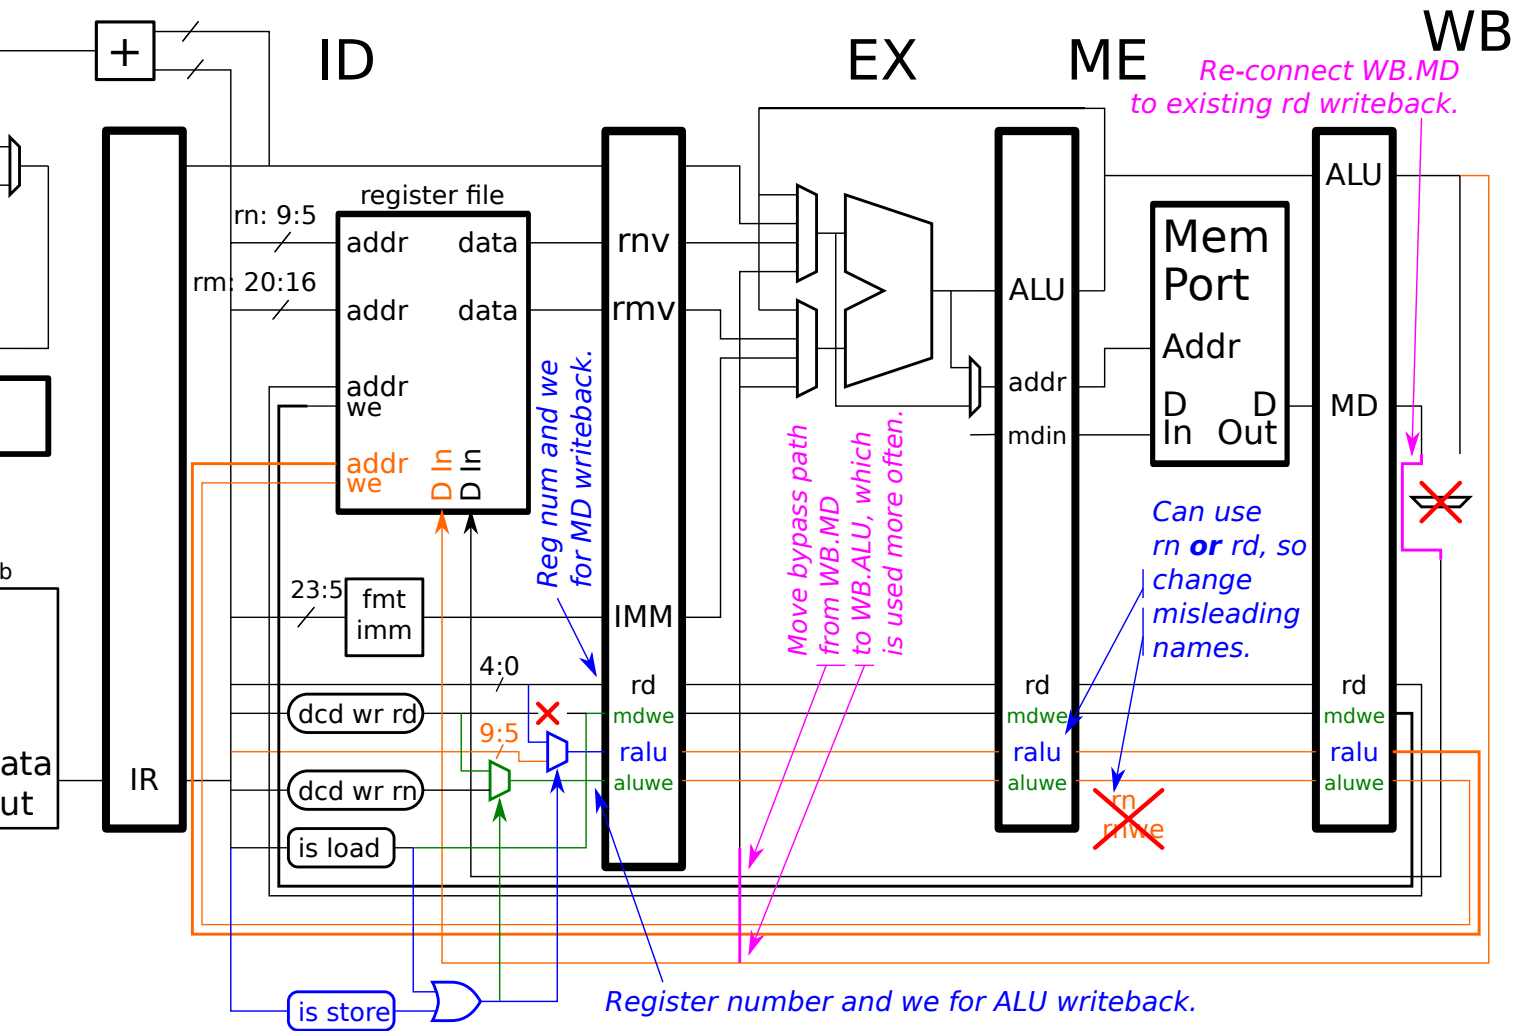 +
ID
EX
ME
WB
Re-connect WB.MD
to existing rd writeback.
register file
rn: 9:5
addr
data
rm: 20:16
addr
data
addr
we
addr
we
D In
D In
rnv
rmv
IMM
rd
mdwe
ralu
aluwe
Reg num and we
for MD writeback.
23:5
fmt
imm
4:0
dcd wr rd
9:5
dcd wr rn
is load
is store
IR
b
ata
ut
ALU
addr
mdin
rd
mdwe
ralu
aluwe
Move bypass path
from WB.MD
to WB.ALU, which
is used more often.
Mem
Port
Addr
D
In
D
Out
ALU
MD
rd
mdwe
ralu
aluwe
Can use
rn or rd, so
change
misleading
names.
rn
rnwe
Register number and we for ALU writeback.